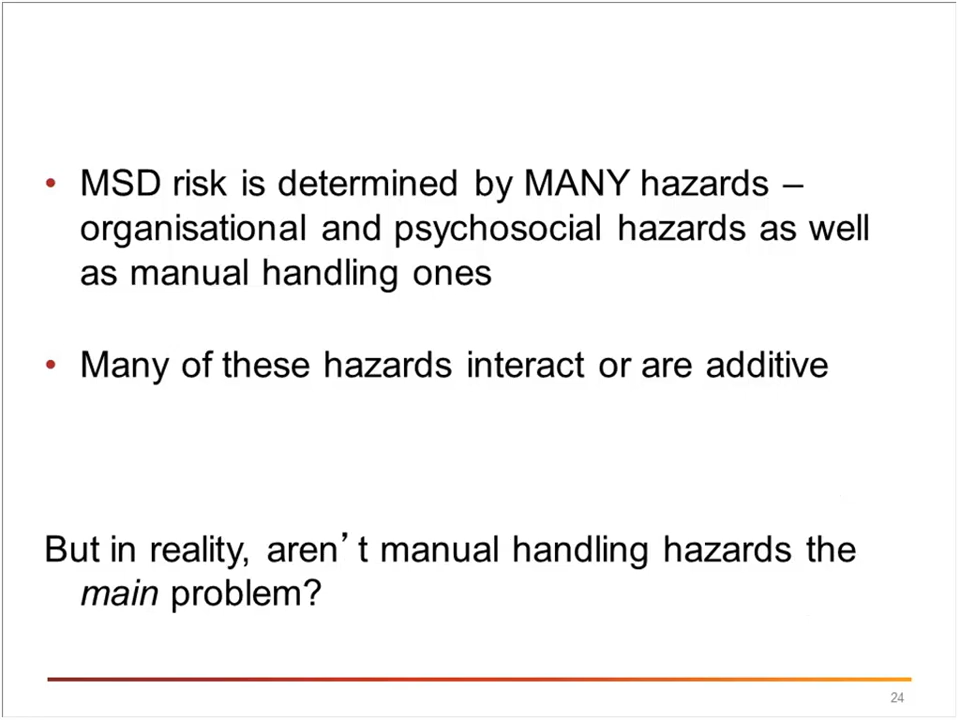 • MSD risk is determined by MANY hazards –
organisational and psychosocial hazards as well
as manual handling ones
• Many of these hazards interact or are additive
But in reality, aren’t manual handling hazards the
main problem?
24